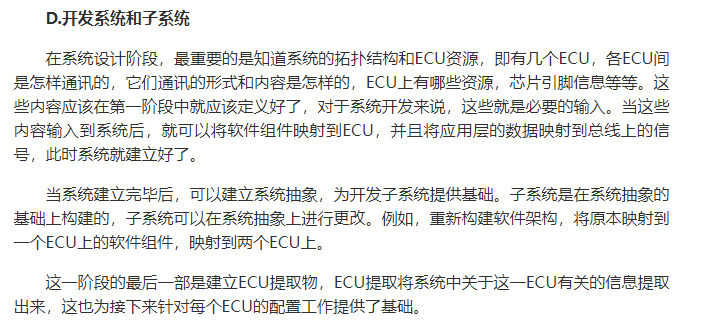 D.开发系统和子系统
在系统设计阶段，最重要的是知道系统的拓扑结构和ECU资源，即有几个ECU，各ECU间
是怎样通讯的，它们通讯的形式和内容是怎样的，ECU上有哪些资源，芯片引脚信息等等。这
些内容应该在第一阶段中就应该定义好了，对于系统开发来说，这些就是必要的输入。当这些
内容输入到系统后，就可以将软件组件映射到ECU，并且将应用层的数据映射到总线上的信
号，此时系统就建立好了。
当系统建立完毕后，可以建立系统抽象，为开发子系统提供基础。子系统是在系统抽象的
基础上构建的，子系统可以在系统抽象上进行更改。例如，重新构建软件架构，将原本映射到
一个ECU上的软件组件，映射到两个ECU上。
这一阶段的最后一部是建立ECU提取物，ECU提取将系统中关于这一ECU有关的信息提取
出来，这也为接下来针对每个ECU的配置工作提供了基础。